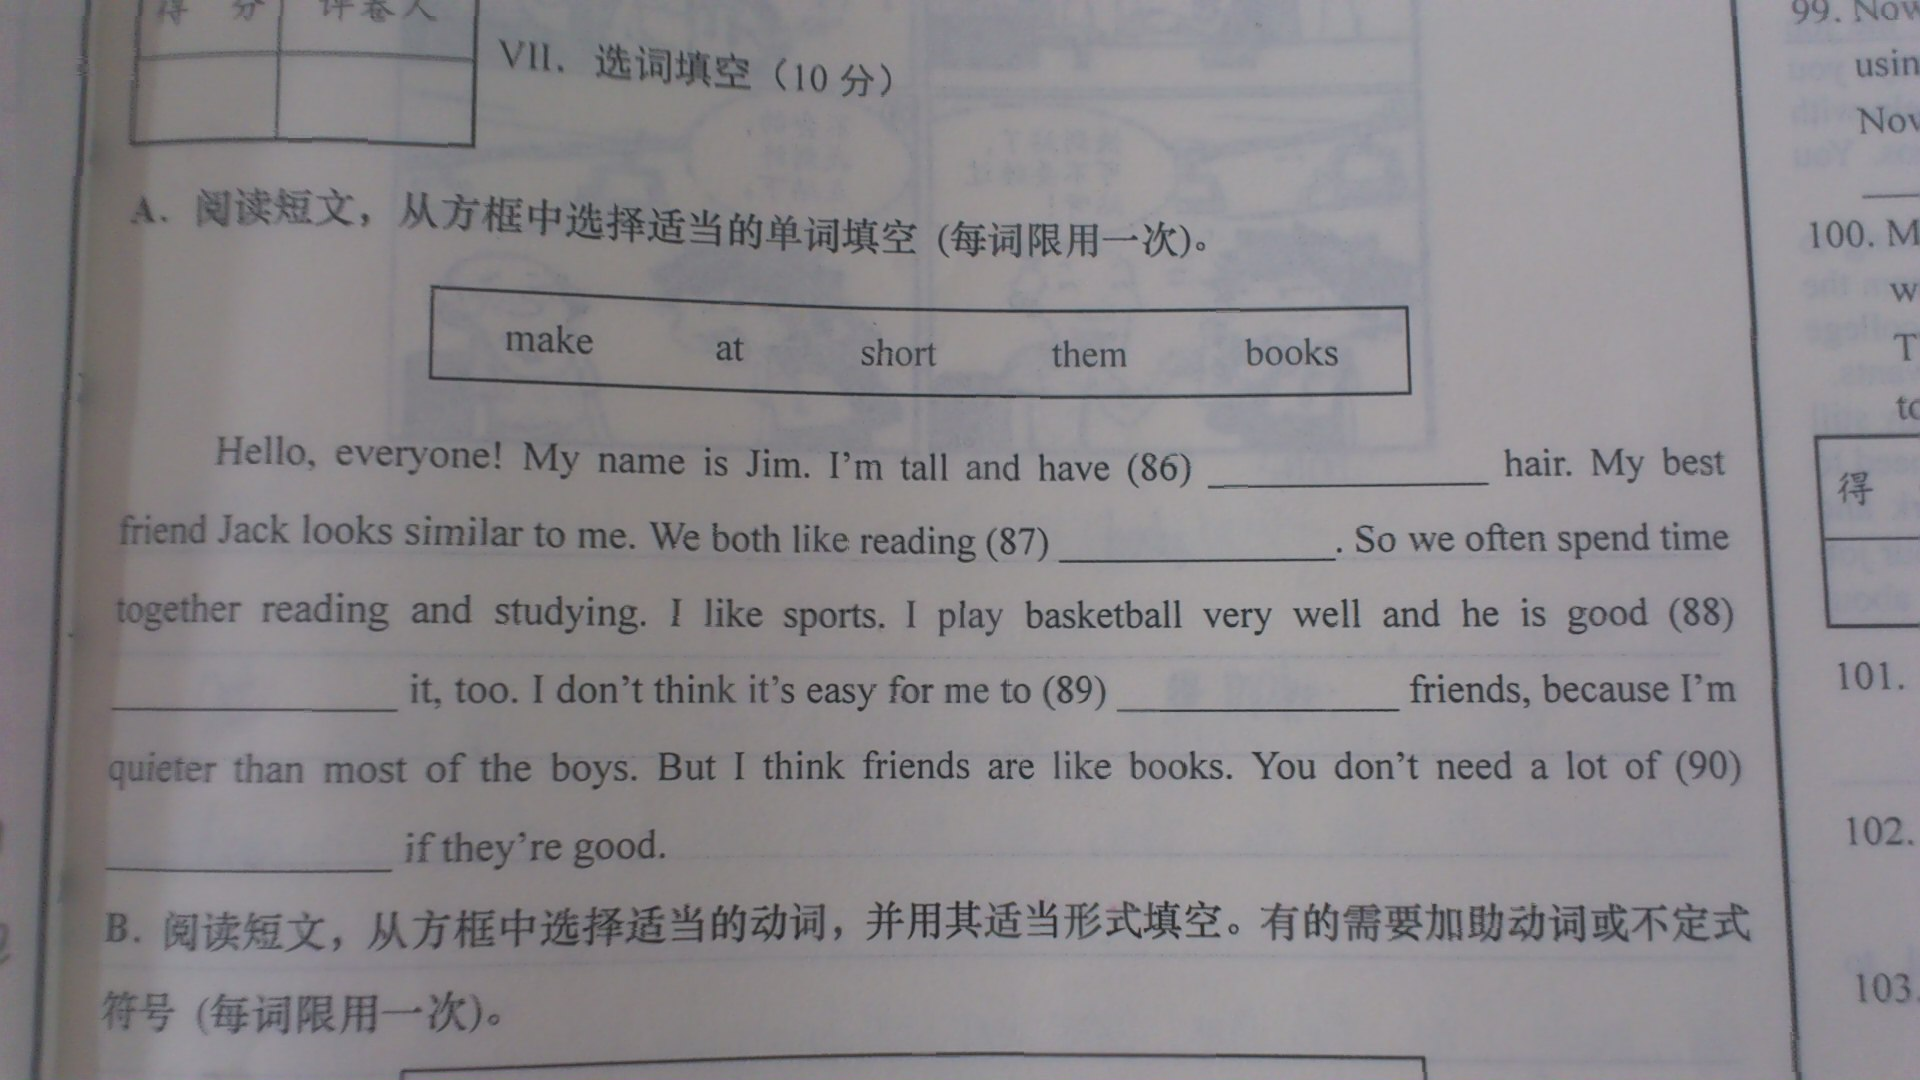 得 分 评卷人
VII. 选词填空（10 分）
A. 阅读短文，从方框中选择适当的单词填空 (每词限用一次)。
make at short them books
Hello, everyone! My name is Jim. I'm tall and have (86) ____________ hair. My best
friend Jack looks similar to me. We both like reading (87) ____________. So we often spend time
together reading and studying. I like sports. I play basketball very well and he is good (88)
____________ it, too. I don't think it's easy for me to (89) ____________ friends, because I'm
quieter than most of the boys. But I think friends are like books. You don't need a lot of (90)
____________ if they're good.
B. 阅读短文，从方框中选择适当的动词，并用其适当形式填空。有的需要加助动词或不定式
符号 (每词限用一次)。
99. Now
usin
Nov
100. M
w
T
to
得
101.
102.
103.